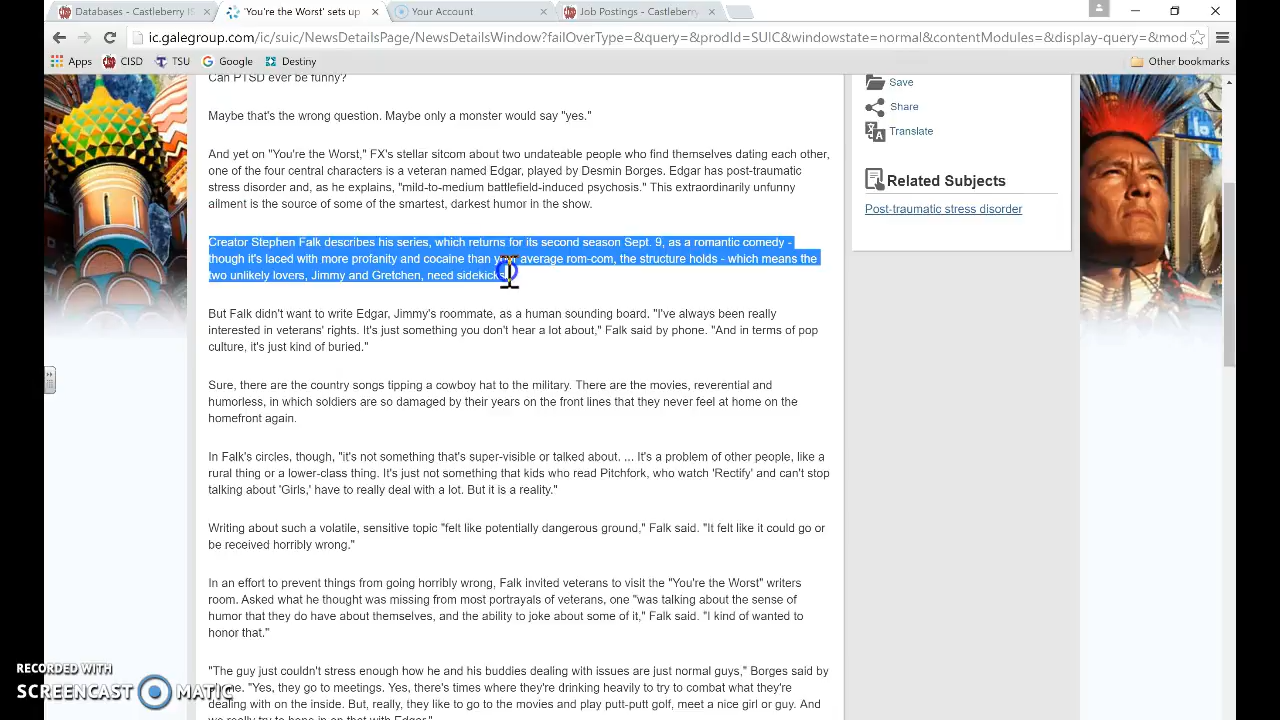 Databases - Castleberry IS
'You're the Worst' sets up
Your Account
Job Postings - Castleberry
ic.galegroup.com/ic/suic/NewsDetailsPage/NewsDetailsWindow?failOverType=&query=&prodId=SUIC&windowstate=normal&contentModules=&display-query=&mod
Apps CISD TSU Google Destiny Other bookmarks
Can PTSD ever be funny?
Maybe that's the wrong question. Maybe only a monster would say "yes."
And yet on "You're the Worst," FX's stellar sitcom about two undateable people who find themselves dating each other,
one of the four central characters is a veteran named Edgar, played by Desmin Borges. Edgar has post-traumatic
stress disorder and, as he explains, "mild-to-medium battlefield-induced psychosis." This extraordinarily unfunny
ailment is the source of some of the smartest, darkest humor in the show.
Creator Stephen Falk describes his series, which returns for its second season Sept. 9, as a romantic comedy -
though it's laced with more profanity and cocaine than your average rom-com, the structure holds - which means the
two unlikely lovers, Jimmy and Gretchen, need sidekicks.
But Falk didn't want to write Edgar, Jimmy's roommate, as a human sounding board. "I've always been really
interested in veterans' rights. It's just something you don't hear a lot about," Falk said by phone. "And in terms of pop
culture, it's just kind of buried."
Sure, there are the country songs tipping a cowboy hat to the military. There are the movies, reverential and
humorless, in which soldiers are so damaged by their years on the front lines that they never feel at home on the
homefront again.
In Falk's circles, though, "it's not something that's super-visible or talked about. ... It's a problem of other people, like a
rural thing or a lower-class thing. It's just not something that kids who read Pitchfork, who watch 'Rectify' and can't stop
talking about 'Girls,' have to really deal with a lot. But it is a reality."
Writing about such a volatile, sensitive topic "felt like potentially dangerous ground," Falk said. "It felt like it could go or
be received horribly wrong."
In an effort to prevent things from going horribly wrong, Falk invited veterans to visit the "You're the Worst" writers
room. Asked what he thought was missing from most portrayals of veterans, one "was talking about the sense of
humor that they do have about themselves, and the ability to joke about some of it," Falk said. "I kind of wanted to
honor that."
"The guy just couldn't stress enough how he and his buddies dealing with issues are just normal guys," Borges said by
"Yes, they go to meetings. Yes, there's times where they're drinking heavily to try to combat what they're
dealing with on the inside. But, really, they like to go to the movies and play putt-putt golf, meet a nice girl or guy. And
we really try to hone in on that with Edgar."
Save
Share
Translate
Related Subjects
Post-traumatic stress disorder
RECORDED WITH
SCREENCAST MATIC